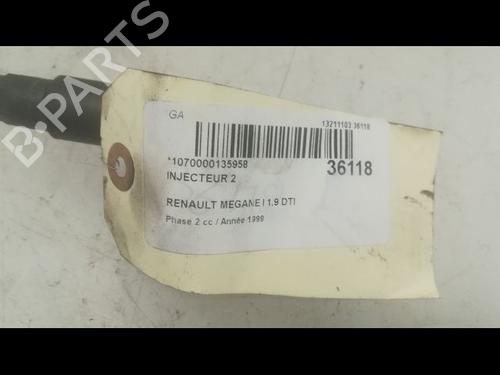 GA
13211103 36118
*1070000135958
36118
INJECTEUR 2
RENAULT MEGANE I 1.9 DTI
Phase 2 cc / Année 1999
B-PARTS